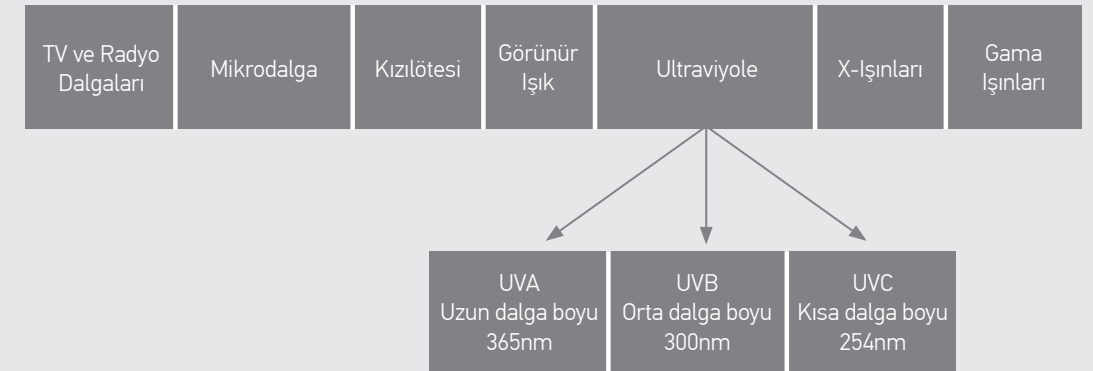 TV ve Radyo
Dalgaları
Mikrodalga
Kızılötesi
Görünür
Işık
Ultraviyole
X-Işınları
Gama
Işınları
UVA
Uzun dalga boyu
365nm
UVB
Orta dalga boyu
300nm
UVC
Kısa dalga boyu
254nm